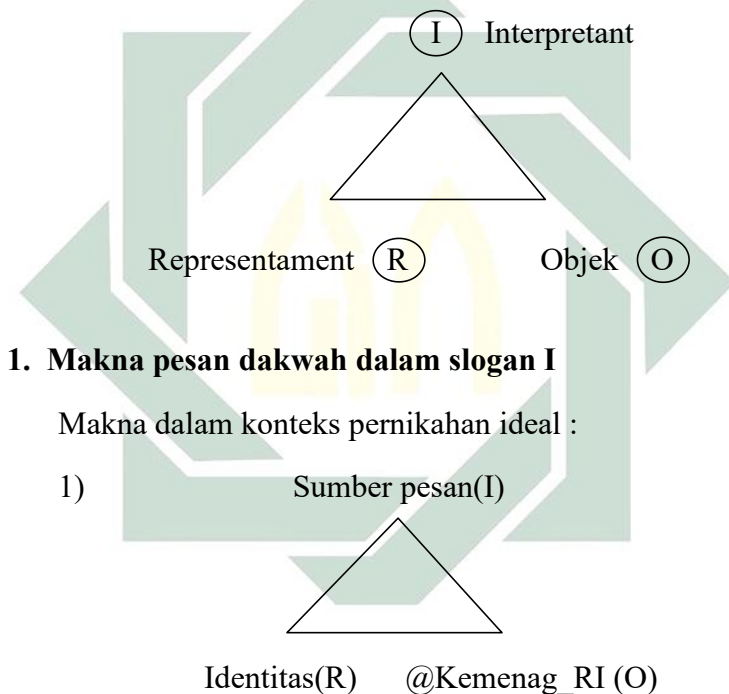 I Interpretant
Representament R Objek O
1. Makna pesan dakwah dalam slogan I
Makna dalam konteks pernikahan ideal :
1) Sumber pesan(I)
Identitas(R) @Kemenag_RI (O)